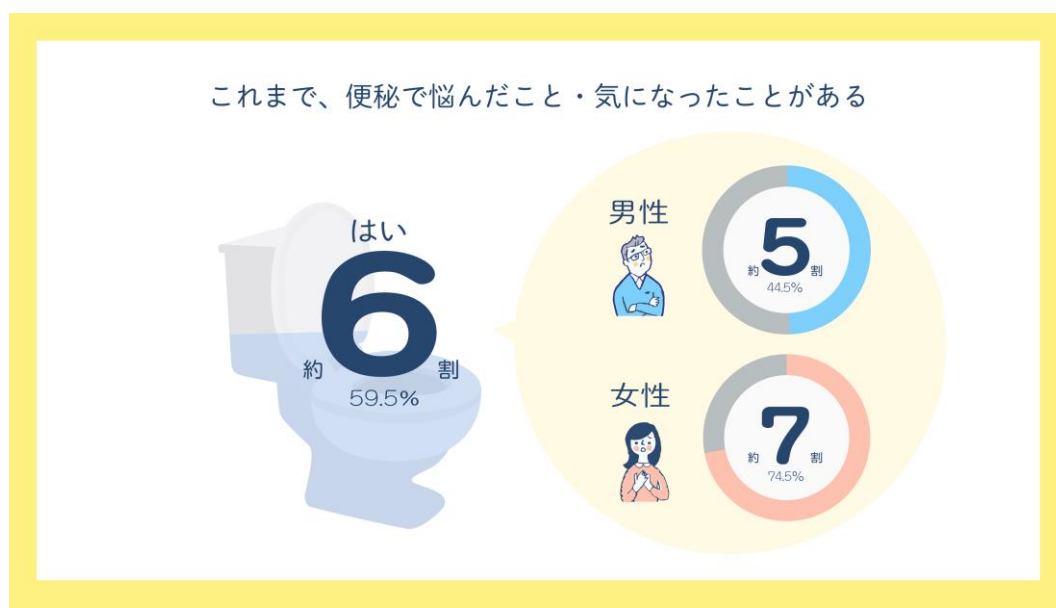 これまで、便秘で悩んだこと・気になったことがある
はい
約6割
59.5%
男性
約5割
44.5%
女性
約7割
74.5%